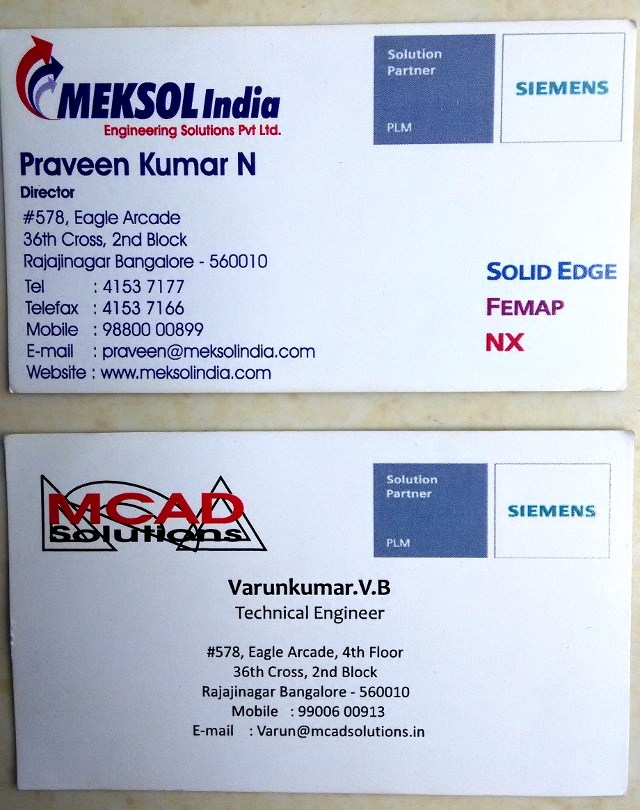 MEKSOL India
Engineering Solutions Pvt Ltd.
Solution
Partner
PLM
SIEMENS
Praveen Kumar N
Director
#578, Eagle Arcade
36th Cross, 2nd Block
Rajajinagar Bangalore - 560010
Tel : 4153 7177
Telefax : 4153 7166
Mobile : 98800 00899
E-mail : praveen@meksolindia.com
Website : www.meksolindia.com
SOLID EDGE
FEMAP
NX
MCAD
Solutions
Solution
Partner
PLM
SIEMENS
Varunkumar.V.B
Technical Engineer
#578, Eagle Arcade, 4th Floor
36th Cross, 2nd Block
Rajajinagar Bangalore - 560010
Mobile : 99006 00913
E-mail : Varun@mcadsolutions.in